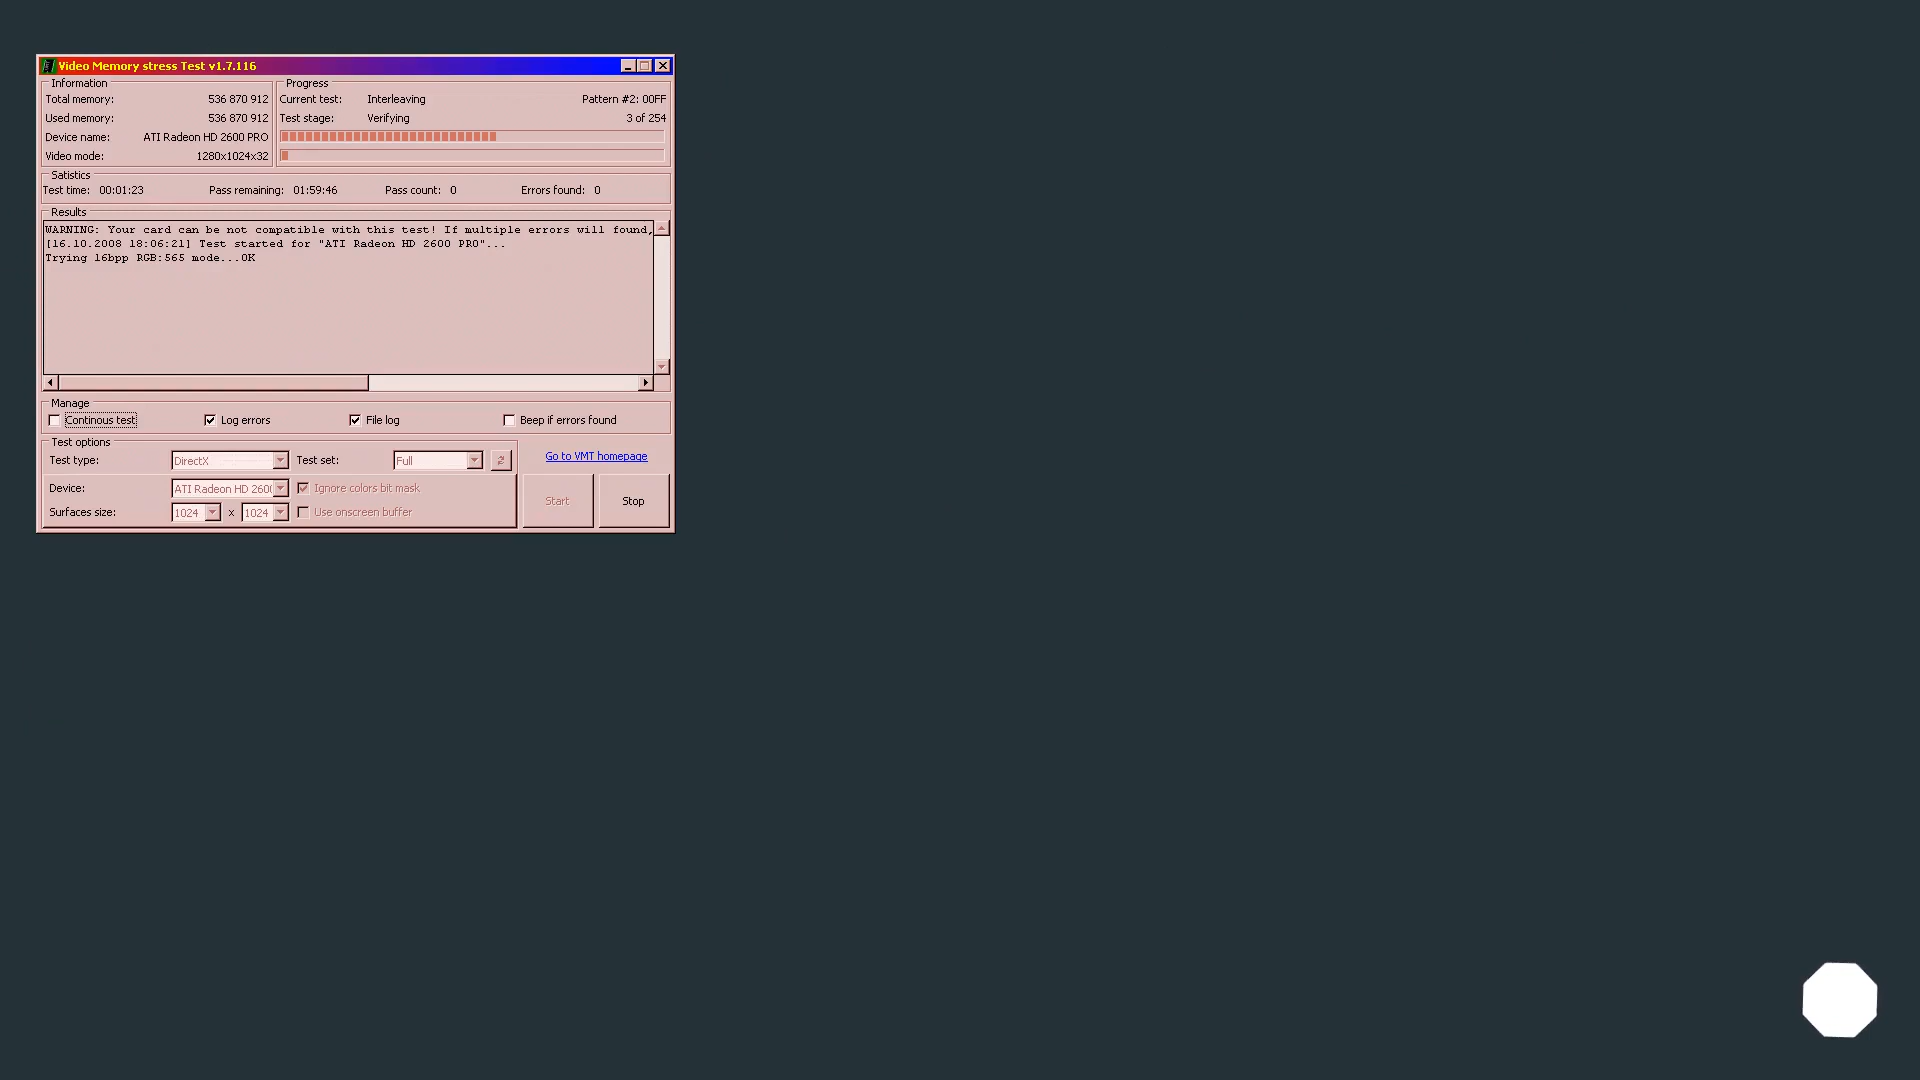 Video Memory stress Test v1.7.116
Information
Total memory: 536 870 912
Used memory: 536 870 912
Device name: ATI Radeon HD 2600 PRO
Video mode: 1280x1024x32
Progress
Current test: Interleaving Pattern #2: 00FF
Test stage: Verifying 3 of 254
Satistics
Test time: 00:01:23 Pass remaining: 01:59:46 Pass count: 0 Errors found: 0
Results
WARNING: Your card can be not compatible with this test! If multiple errors will found,
[16.10.2008 18:06:21] Test started for "ATI Radeon HD 2600 PRO"...
Trying 16bpp RGB:565 mode...OK
Manage
Continous test Log errors File log Beep if errors found
Test options
Test type: DirectX Test set: Full
Device: ATI Radeon HD 260 Ignore colors bit mask
Surfaces size: 1024 x 1024 Use onscreen buffer
Go to VMT homepage
Start Stop